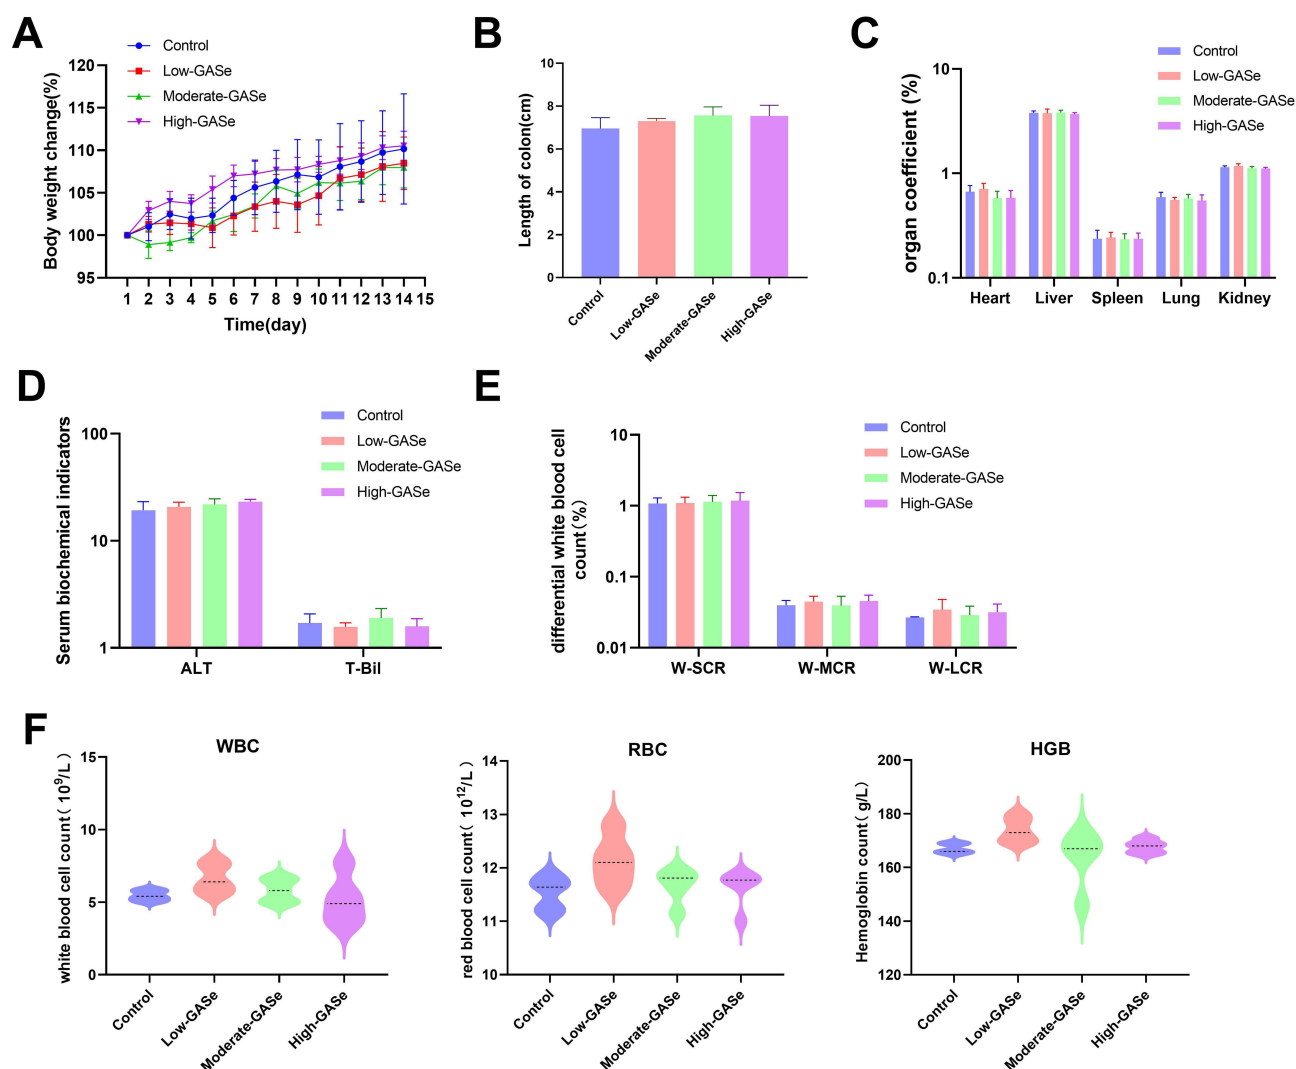 A
Control
Low-GASe
Moderate-GASe
High-GASe
Body weight change(%)
120
115
110
105
100
95
1 2 3 4 5 6 7 8 9 10 11 12 13 14 15
Time(day)
B
Length of colon(cm)
10
8
6
4
2
0
Control
Low-GASe
Moderate-GASe
High-GASe
C
Control
Low-GASe
Moderate-GASe
High-GASe
organ coefficient (%)
10
1
0.1
Heart Liver Spleen Lung Kidney
D
Control
Low-GASe
Moderate-GASe
High-GASe
Serum biochemical indicators
100
10
1
ALT T-Bil
E
Control
Low-GASe
Moderate-GASe
High-GASe
differential white blood cell
count(%)
10
1
0.1
0.01
W-SCR W-MCR W-LCR
F
WBC
white blood cell count( 10⁹/L)
15
10
5
0
Control
Low-GASe
Moderate-GASe
High-GASe
RBC
red blood cell count( 10¹²/L)
14
13
12
11
10
Control
Low-GASe
Moderate-GASe
High-GASe
HGB
Hemoglobin count( g/L)
200
180
160
140
120
Control
Low-GASe
Moderate-GASe
High-GASe